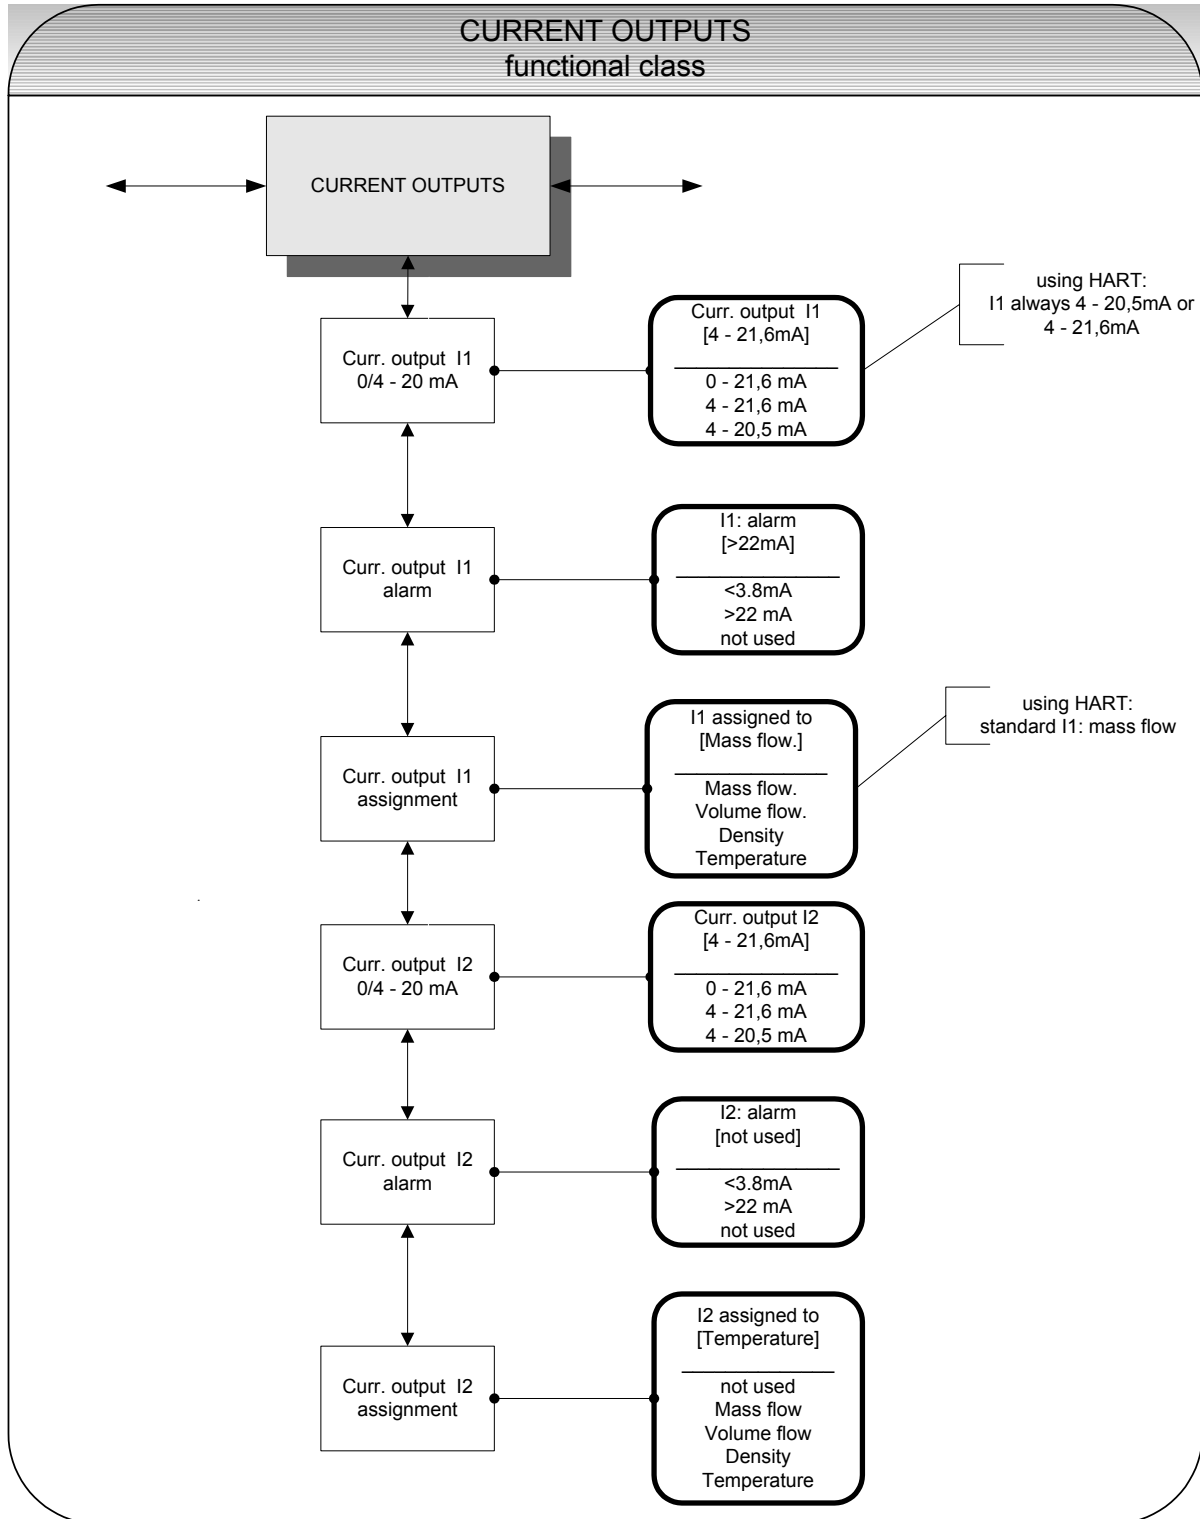 CURRENT OUTPUTS
functional class
CURRENT OUTPUTS
Curr. output I1
0/4 - 20 mA
Curr. output I1
[4 - 21,6mA]
0 - 21,6 mA
4 - 21,6 mA
4 - 20,5 mA
using HART:
I1 always 4 - 20,5mA or
4 - 21,6mA
Curr. output I1
alarm
I1: alarm
[>22mA]
<3.8mA
>22 mA
not used
Curr. output I1
assignment
I1 assigned to
[Mass flow.]
Mass flow.
Volume flow.
Density
Temperature
using HART:
standard I1: mass flow
Curr. output I2
0/4 - 20 mA
Curr. output I2
[4 - 21,6mA]
0 - 21,6 mA
4 - 21,6 mA
4 - 20,5 mA
Curr. output I2
alarm
I2: alarm
[not used]
<3.8mA
>22 mA
not used
Curr. output I2
assignment
I2 assigned to
[Temperature]
not used
Mass flow
Volume flow
Density
Temperature